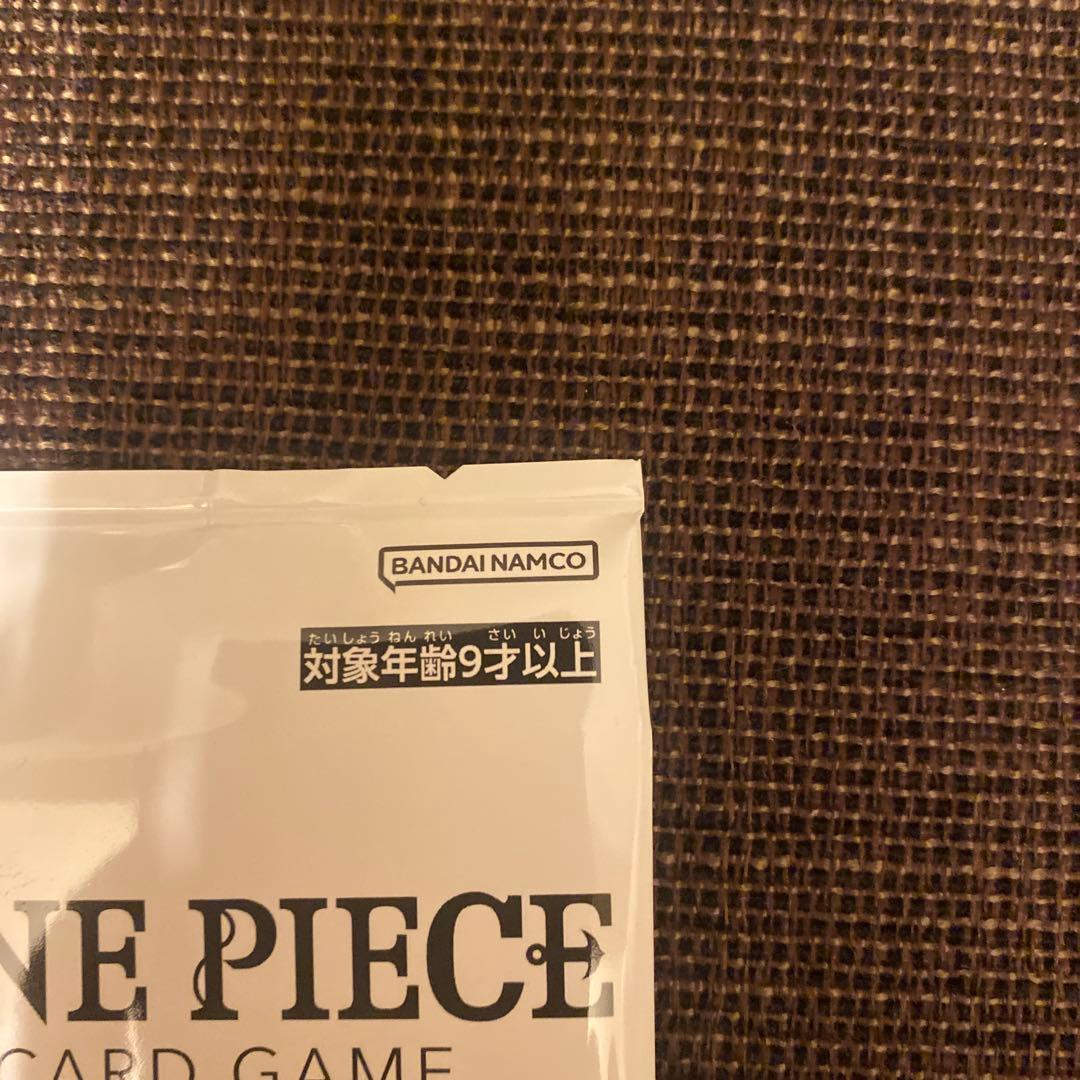 BANDAI NAMCO
たいしょうねんれい さいいじょう
対象年齢9才以上
NE PIECE
CARD GAME